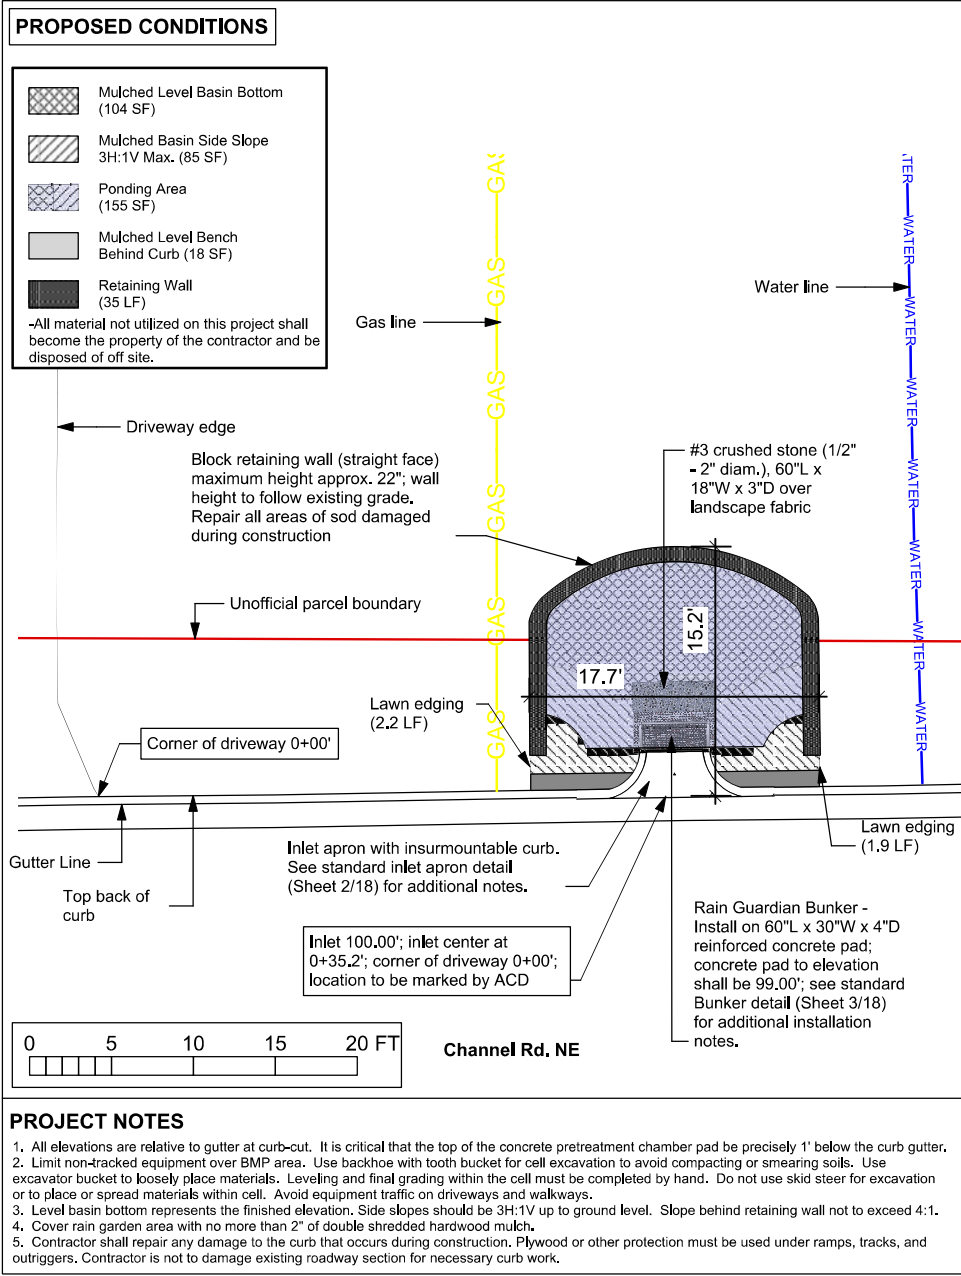 PROPOSED CONDITIONS
Mulched Level Basin Bottom
(104 SF)
Mulched Basin Side Slope
3H:1V Max. (85 SF)
Ponding Area
(155 SF)
Mulched Level Bench
Behind Curb (18 SF)
Retaining Wall
(35 LF)
-All material not utilized on this project shall
become the property of the contractor and be
disposed of off site.
GAS
GAS
GAS
GAS
GAS
GAS
TER
WATER
WATER
WATER
WATER
WATER
WATER
Water line
Gas line
Driveway edge
Block retaining wall (straight face)
maximum height approx. 22"; wall
height to follow existing grade.
Repair all areas of sod damaged
during construction
#3 crushed stone (1/2"
- 2" diam.), 60"L x
18"W x 3"D over
landscape fabric
Unofficial parcel boundary
15.2'
17.7'
Lawn edging
(2.2 LF)
Corner of driveway 0+00'
Gutter Line
Top back of
curb
Inlet apron with insurmountable curb.
See standard inlet apron detail
(Sheet 2/18) for additional notes.
Lawn edging
(1.9 LF)
Inlet 100.00'; inlet center at
0+35.2'; corner of driveway 0+00';
location to be marked by ACD
Rain Guardian Bunker -
Install on 60"L x 30"W x 4"D
reinforced concrete pad;
concrete pad to elevation
shall be 99.00'; see standard
Bunker detail (Sheet 3/18)
for additional installation
notes.
0 5 10 15 20 FT
Channel Rd. NE
PROJECT NOTES
1. All elevations are relative to gutter at curb-cut. It is critical that the top of the concrete pretreatment chamber pad be precisely 1' below the curb gutter.
2. Limit non-tracked equipment over BMP area. Use backhoe with tooth bucket for cell excavation to avoid compacting or smearing soils. Use
excavator bucket to loosely place materials. Leveling and final grading within the cell must be completed by hand. Do not use skid steer for excavation
or to place or spread materials within cell. Avoid equipment traffic on driveways and walkways.
3. Level basin bottom represents the finished elevation. Side slopes should be 3H:1V up to ground level. Slope behind retaining wall not to exceed 4:1.
4. Cover rain garden area with no more than 2" of double shredded hardwood mulch.
5. Contractor shall repair any damage to the curb that occurs during construction. Plywood or other protection must be used under ramps, tracks, and
outriggers. Contractor is not to damage existing roadway section for necessary curb work.